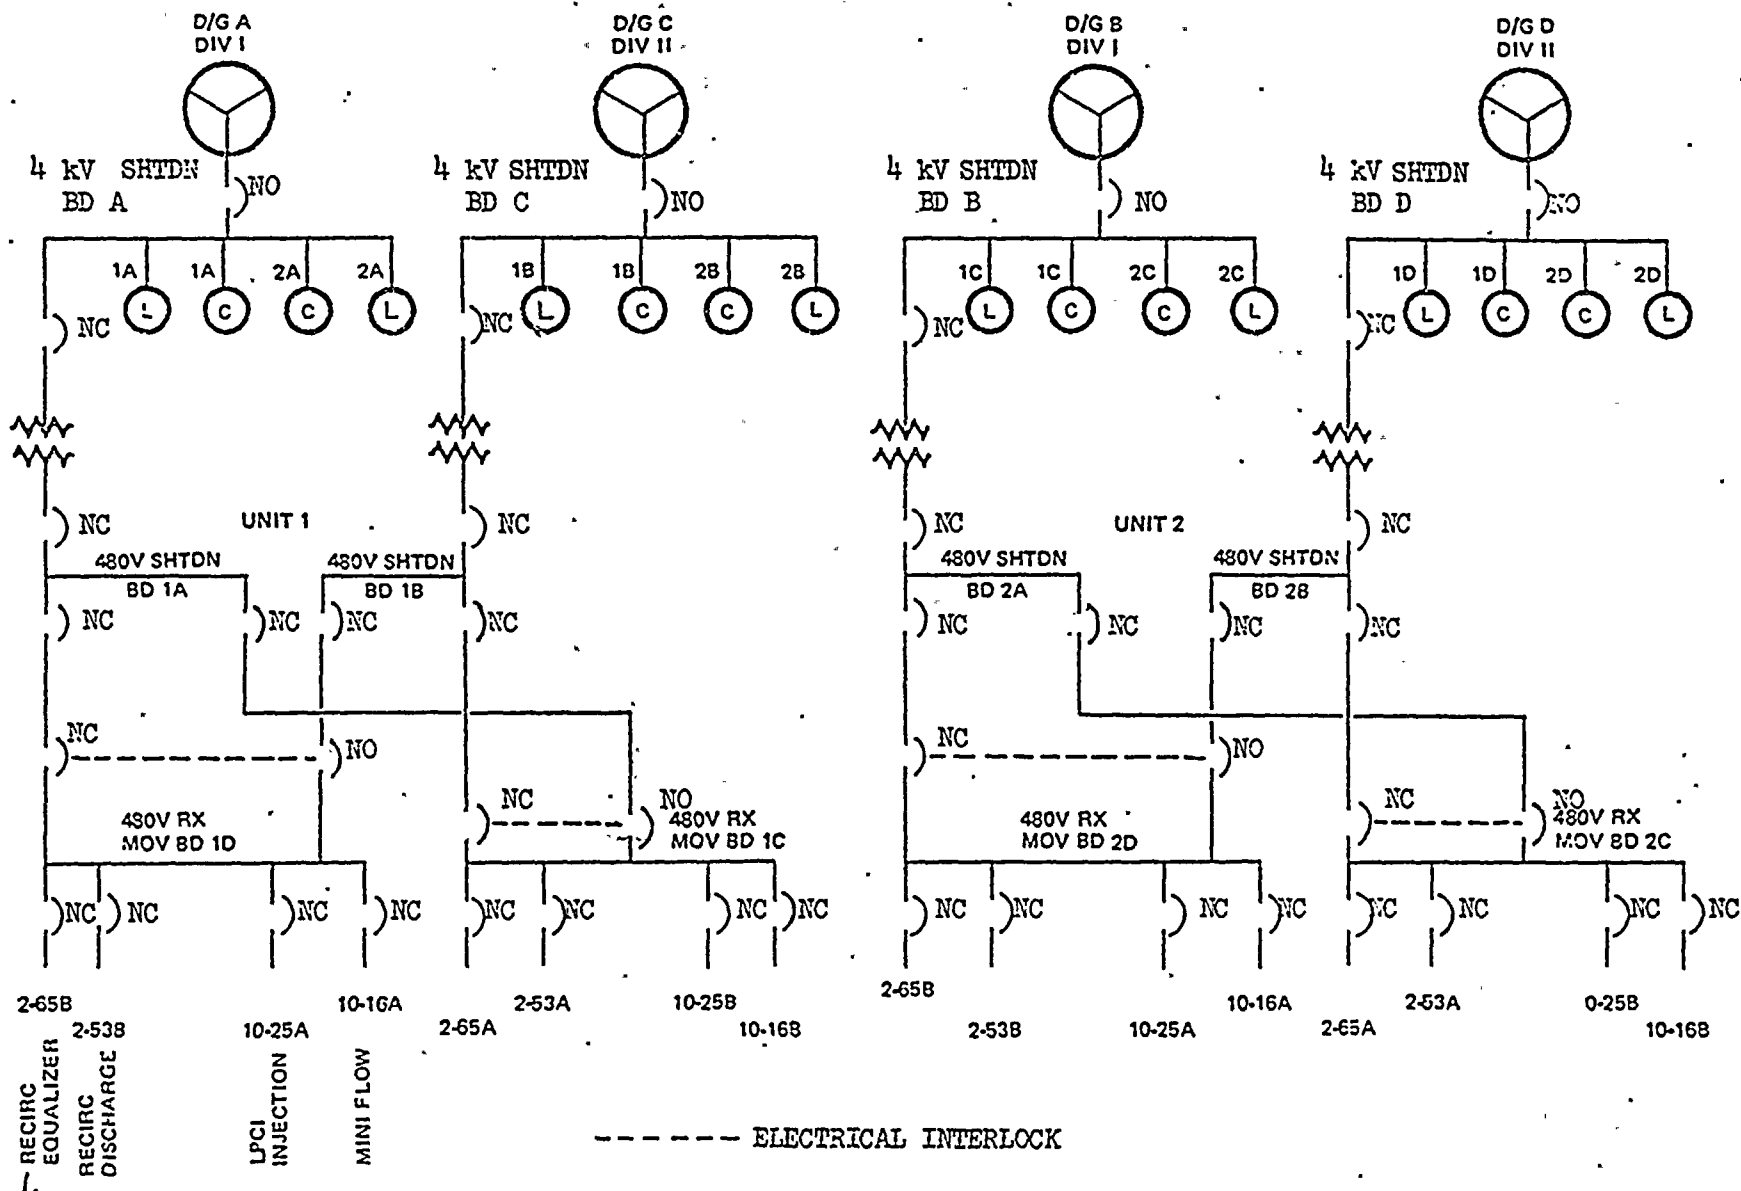 D/G A
DIV I
D/G C
DIV II
D/G B
DIV I
D/G D
DIV II
4 kV SHTDN
BD A
NO
4 kV SHTDN
BD C
NO
4 kV SHTDN
BD B
NO
4 kV SHTDN
BD D
NO
1A 1A 2A 2A
1B 1B 2B 2B
1C 1C 2C 2C
1D 1D 2D 2D
L C C L
L C C L
L C C L
L C C L
NC NC NC NC
NC UNIT 1 NC
NC UNIT 2 NC
480V SHTDN
BD 1A
480V SHTDN
BD 1B
480V SHTDN
BD 2A
480V SHTDN
BD 2B
NC NC NC NC
NC NC NC NC
NC NO
NC NO
NC NO
NC NO
480V RX
MOV BD 1D
480V RX
MOV BD 1C
480V RX
MOV BD 2D
480V RX
MOV BD 2C
NC NC NC NC
NC NC NC NC
NC NC NC NC
NC NC NC NC
2-65B
2-53B
10-25A
10-16A
2-65A
2-53A
10-25B
10-16B
2-65B
2-53B
10-25A
10-16A
2-65A
2-53A
0-25B
10-16B
RECIRC
EQUALIZER
RECIRC
DISCHARGE
LPCI
INJECTION
MINI FLOW
ELECTRICAL INTERLOCK